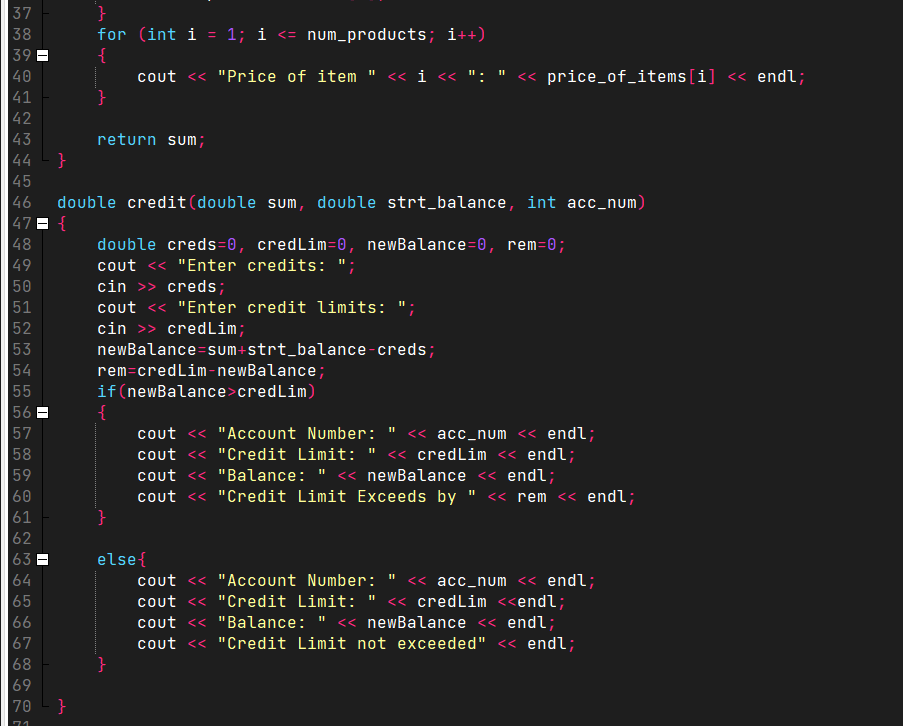 37 }
38 for (int i = 1; i <= num_products; i++)
39 {
40 cout << "Price of item " << i << ": " << price_of_items[i] << endl;
41 }
42
43 return sum;
44 }
45
46 double credit(double sum, double strt_balance, int acc_num)
47 {
48 double creds=0, credLim=0, newBalance=0, rem=0;
49 cout << "Enter credits: ";
50 cin >> creds;
51 cout << "Enter credit limits: ";
52 cin >> credLim;
53 newBalance=sum+strt_balance-creds;
54 rem=credLim-newBalance;
55 if(newBalance>credLim)
56 {
57 cout << "Account Number: " << acc_num << endl;
58 cout << "Credit Limit: " << credLim << endl;
59 cout << "Balance: " << newBalance << endl;
60 cout << "Credit Limit Exceeds by " << rem << endl;
61 }
62
63 else{
64 cout << "Account Number: " << acc_num << endl;
65 cout << "Credit Limit: " << credLim <<endl;
66 cout << "Balance: " << newBalance << endl;
67 cout << "Credit Limit not exceeded" << endl;
68 }
69
70 }